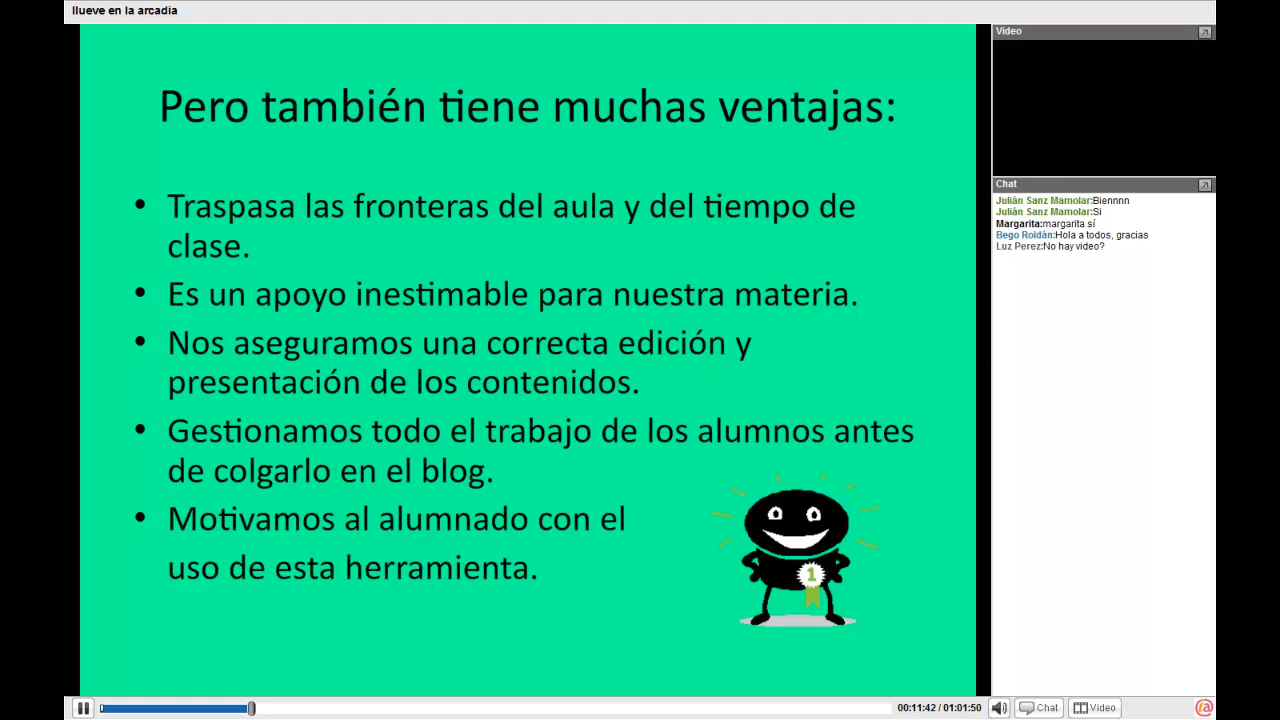 llueve en la arcadia
Pero también tiene muchas ventajas:
• Traspasa las fronteras del aula y del tiempo de
clase.
• Es un apoyo inestimable para nuestra materia.
• Nos aseguramos una correcta edición y
presentación de los contenidos.
• Gestionamos todo el trabajo de los alumnos antes
de colgarlo en el blog.
• Motivamos al alumnado con el
uso de esta herramienta.
1
Video
Chat
Julián Sanz Mamolar:Biennnn
Julián Sanz Mamolar:Si
Margarita:margarita sí
Bego Roldán:Hola a todos, gracias
Luz Perez:No hay video?
00:11:42 / 01:01:50
Chat
Video